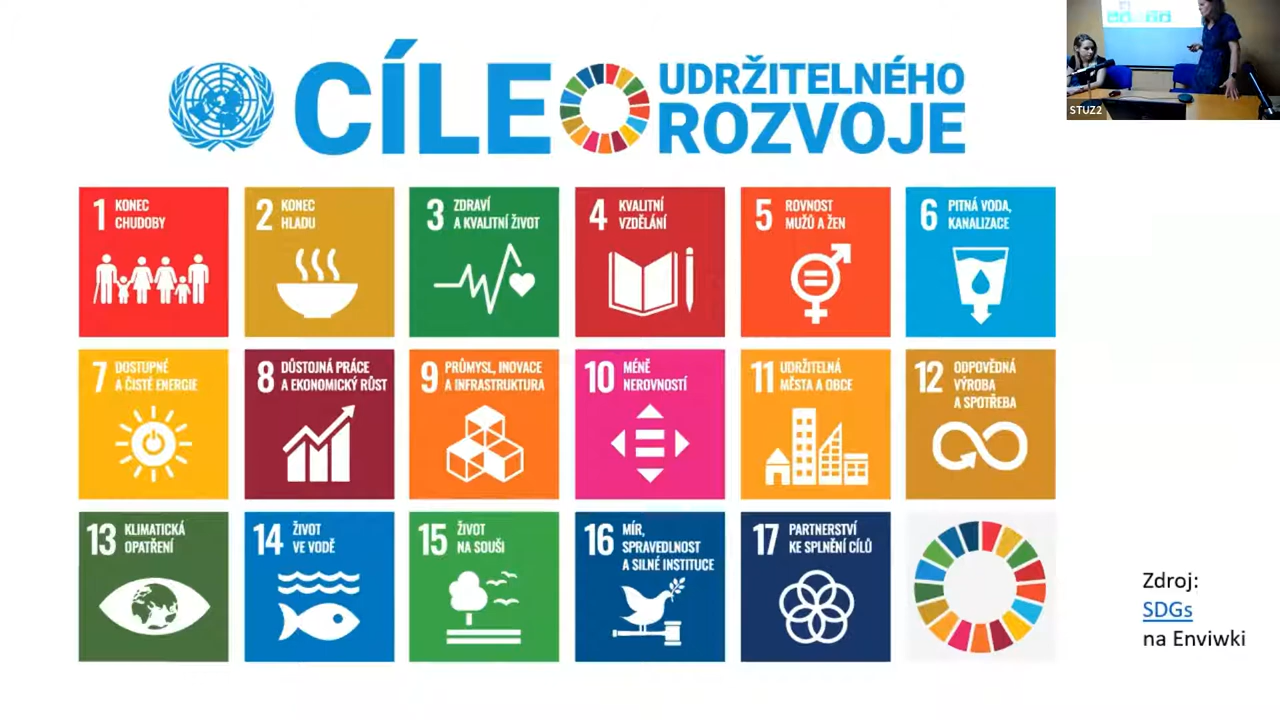 STUZ2
CÍLE
UDRŽITELNÉHO
ROZVOJE
1 KONEC
CHUDOBY
2 KONEC
HLADU
3 ZDRAVÍ
A KVALITNÍ ŽIVOT
4 KVALITNÍ
VZDĚLÁNÍ
5 ROVNOST
MUŽŮ A ŽEN
6 PITNÁ VODA,
KANALIZACE
7 DOSTUPNÉ
A ČISTÉ ENERGIE
8 DŮSTOJNÁ PRÁCE
A EKONOMICKÝ RŮST
9 PRŮMYSL, INOVACE
A INFRASTRUKTURA
10 MÉNĚ
NEROVNOSTÍ
11 UDRŽITELNÁ
MĚSTA A OBCE
12 ODPOVĚDNÁ
VÝROBA
A SPOTŘEBA
13 KLIMATICKÁ
OPATŘENÍ
14 ŽIVOT
VE VODĚ
15 ŽIVOT
NA SOUŠI
16 MÍR,
SPRAVEDLNOST
A SILNÉ INSTITUCE
17 PARTNERSTVÍ
KE SPLNĚNÍ CÍLŮ
Zdroj:
SDGs
na Enviwki